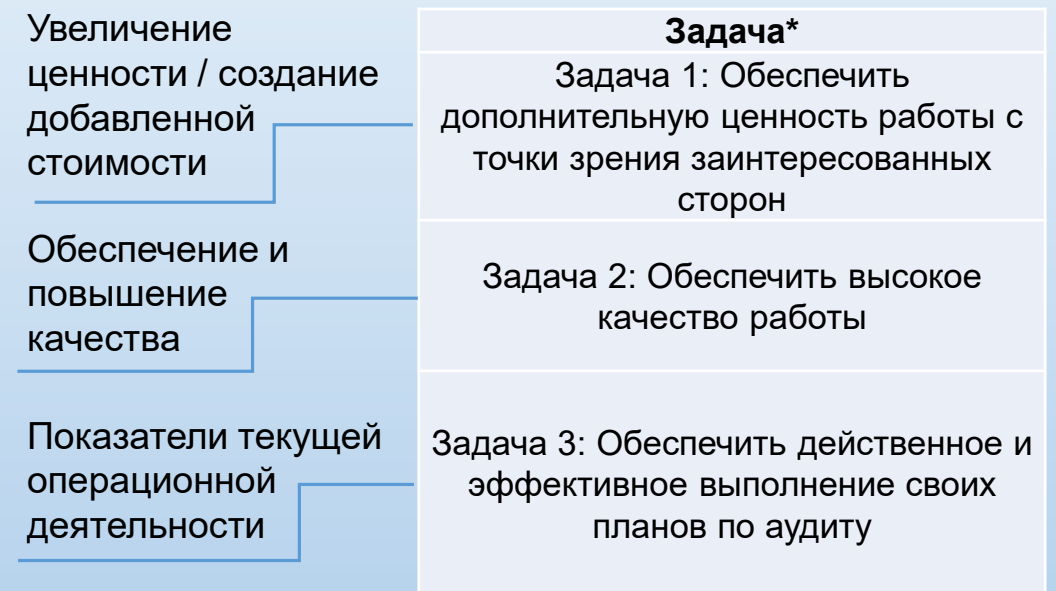 Увеличение
ценности / создание
добавленной
стоимости
Задача*
Задача 1: Обеспечить
дополнительную ценность работы с
точки зрения заинтересованных
сторон
Обеспечение и
повышение
качества
Задача 2: Обеспечить высокое
качество работы
Показатели текущей
операционной
деятельности
Задача 3: Обеспечить действенное и
эффективное выполнение своих
планов по аудиту